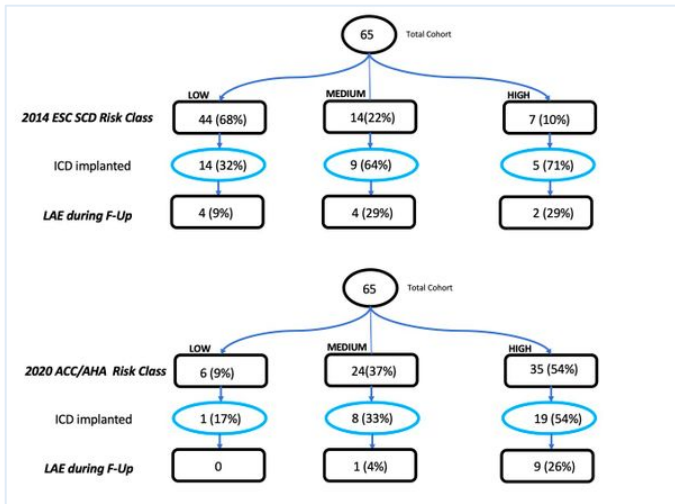 65 Total Cohort
LOW MEDIUM HIGH
2014 ESC SCD Risk Class 44 (68%) 14(22%) 7 (10%)
ICD implanted 14 (32%) 9 (64%) 5 (71%)
LAE during F-Up 4 (9%) 4 (29%) 2 (29%)
65 Total Cohort
LOW MEDIUM HIGH
2020 ACC/AHA Risk Class 6 (9%) 24(37%) 35 (54%)
ICD implanted 1 (17%) 8 (33%) 19 (54%)
LAE during F-Up 0 1 (4%) 9 (26%)